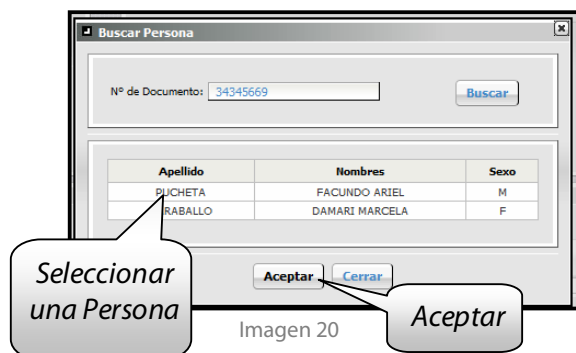 Buscar Persona
Nº de Documento: 34345669 Buscar
Apellido Nombres Sexo
PUCHETA FACUNDO ARIEL M
RABALLO DAMARI MARCELA F
Aceptar Cerrar
Seleccionar
una Persona
Aceptar
Imagen 20